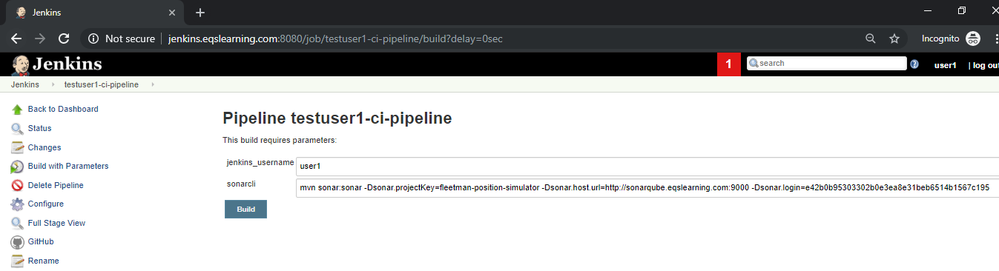 Jenkins
Not secure | jenkins.eqslearning.com:8080/job/testuser1-ci-pipeline/build?delay=0sec
Incognito
Jenkins
1
search
user1
| log out
Jenkins
testuser1-ci-pipeline
Back to Dashboard
Status
Changes
Build with Parameters
Delete Pipeline
Configure
Full Stage View
GitHub
Rename
Pipeline testuser1-ci-pipeline
This build requires parameters:
jenkins_username
user1
sonarcli
mvn sonar:sonar -Dsonar.projectKey=fleetman-position-simulator -Dsonar.host.url=http://sonarqube.eqslearning.com:9000 -Dsonar.login=e42b0b95303302b0e3ea8e31beb6514b1567c195
Build